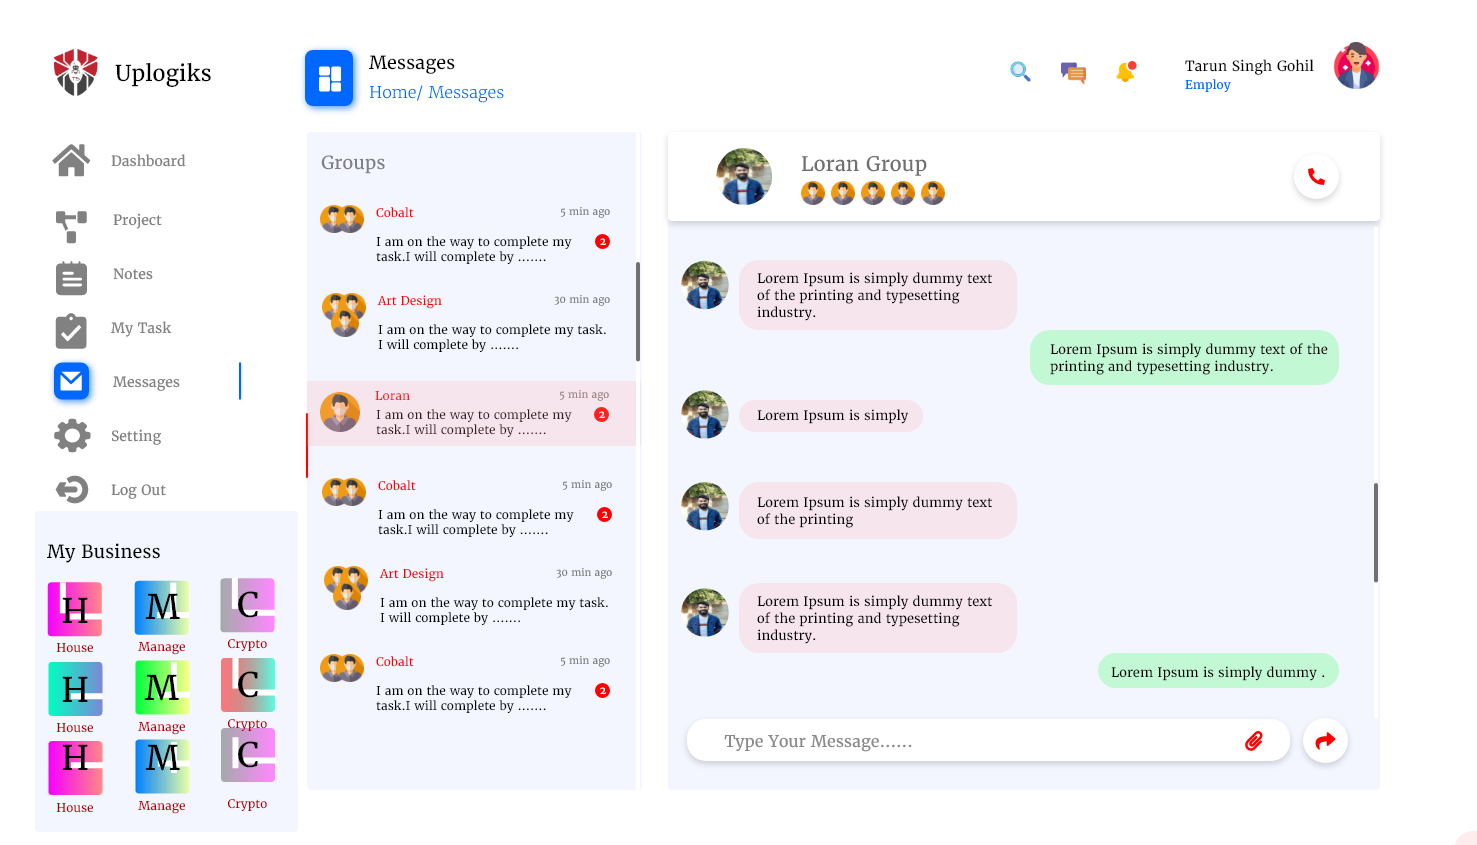 Uplogiks
Messages
Home/ Messages
Tarun Singh Gohil
Employ
Dashboard
Project
Notes
My Task
Messages
Setting
Log Out
My Business
H
M
C
House
Manage
Crypto
H
M
C
House
Manage
Crypto
H
M
C
House
Manage
Crypto
Groups
Cobalt
5 min ago
I am on the way to complete my
2
task.I will complete by .......
Art Design
30 min ago
I am on the way to complete my task.
I will complete by .......
Loran
5 min ago
I am on the way to complete my
2
task.I will complete by .......
Cobalt
5 min ago
I am on the way to complete my
2
task.I will complete by .......
Art Design
30 min ago
I am on the way to complete my task.
I will complete by .......
Cobalt
5 min ago
I am on the way to complete my
2
task.I will complete by .......
Loran Group
Lorem Ipsum is simply dummy text
of the printing and typesetting
industry.
Lorem Ipsum is simply dummy text of the
printing and typesetting industry.
Lorem Ipsum is simply
Lorem Ipsum is simply dummy text
of the printing
Lorem Ipsum is simply dummy text
of the printing and typesetting
industry.
Lorem Ipsum is simply dummy .
Type Your Message......